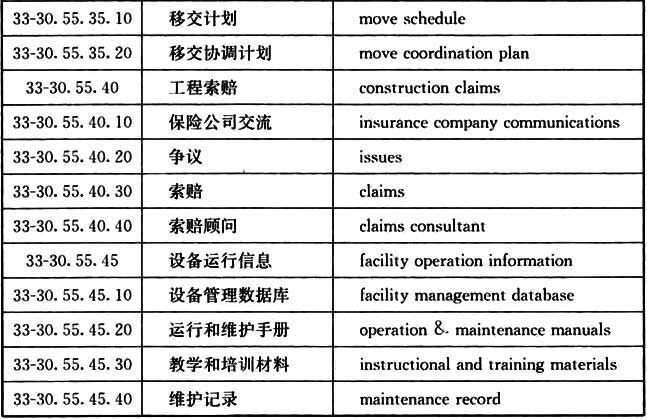 33-30.55.35.10 移交计划 move schedule
33-30.55.35.20 移交协调计划 move coordination plan
33-30.55.40 工程索赔 construction claims
33-30.55.40.10 保险公司交流 insurance company communications
33-30.55.40.20 争议 issues
33-30.55.40.30 索赔 claims
33-30.55.40.40 索赔顾问 claims consultant
33-30.55.45 设备运行信息 facility operation information
33-30.55.45.10 设备管理数据库 facility management database
33-30.55.45.20 运行和维护手册 operation & maintenance manuals
33-30.55.45.30 教学和培训材料 instructional and training materials
33-30.55.45.40 维护记录 maintenance record